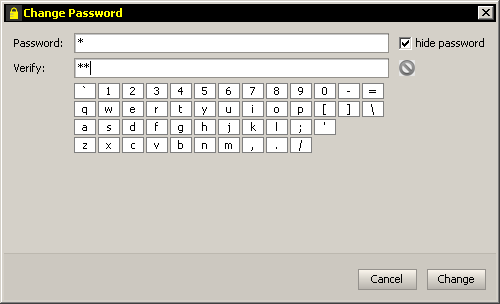 Change Password
Password: * hide password
Verify: **
` 1 2 3 4 5 6 7 8 9 0 - =
q w e r t y u i o p [ ] \
a s d f g h j k l ; '
z x c v b n m , . /
Cancel Change